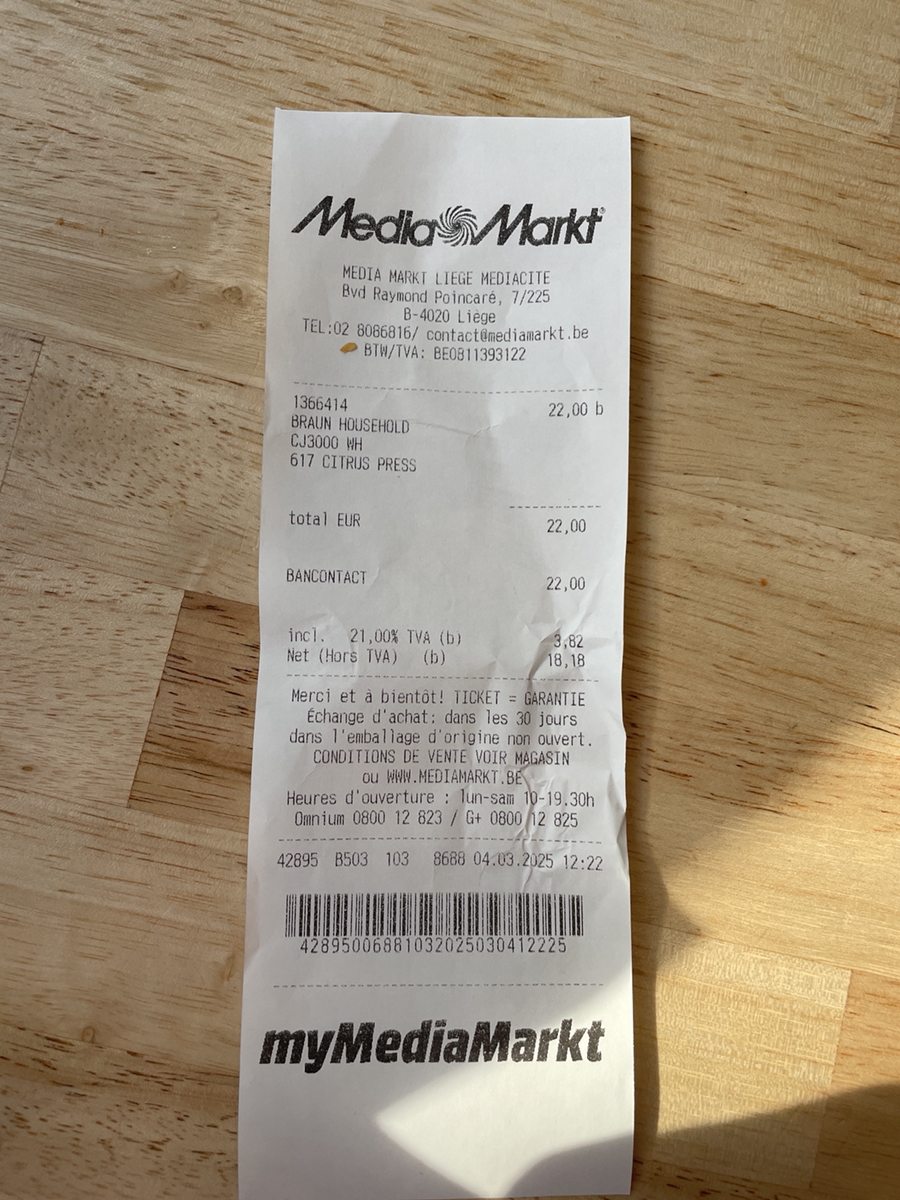 MediaMarkt
MEDIA MARKT LIEGE MEDIACITE
Bvd Raymond Poincaré, 7/225
B-4020 Liège
TEL:02 8086816/ contact@mediamarkt.be
BTW/TVA: BE0811393122
1366414 22,00 b
BRAUN HOUSEHOLD
CJ3000 WH
617 CITRUS PRESS
total EUR 22,00
BANCONTACT 22,00
incl. 21,00% TVA (b) 3,82
Net (Hors TVA) (b) 18,18
Merci et à bientôt! TICKET = GARANTIE
Échange d'achat: dans les 30 jours
dans l'emballage d'origine non ouvert.
CONDITIONS DE VENTE VOIR MAGASIN
ou WWW.MEDIAMARKT.BE
Heures d'ouverture : lun-sam 10-19.30h
Omnium 0800 12 823 / G+ 0800 12 825
42895 B503 103 8688 04.03.2025 12:22
4289500688103202503041225
myMediaMarkt